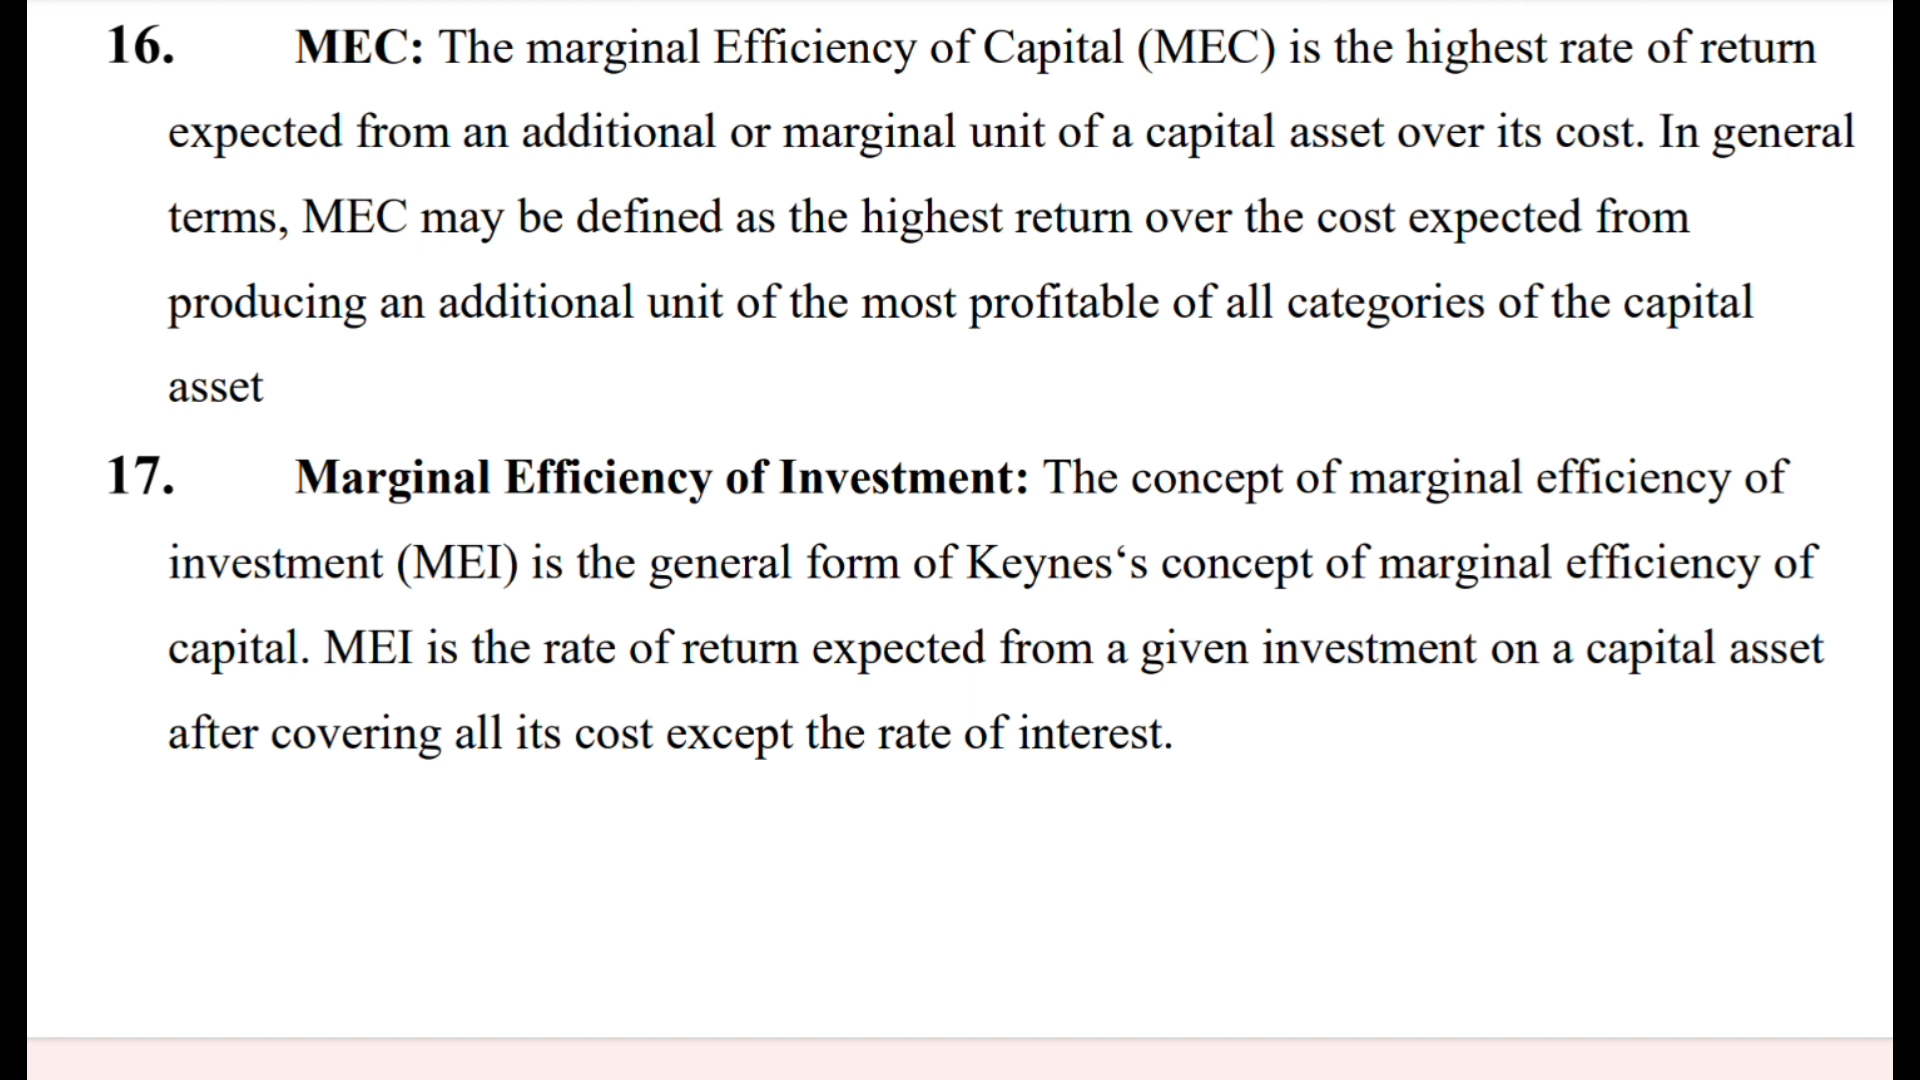 16. MEC: The marginal Efficiency of Capital (MEC) is the highest rate of return
expected from an additional or marginal unit of a capital asset over its cost. In general
terms, MEC may be defined as the highest return over the cost expected from
producing an additional unit of the most profitable of all categories of the capital
asset
17. Marginal Efficiency of Investment: The concept of marginal efficiency of
investment (MEI) is the general form of Keynes‘s concept of marginal efficiency of
capital. MEI is the rate of return expected from a given investment on a capital asset
after covering all its cost except the rate of interest.